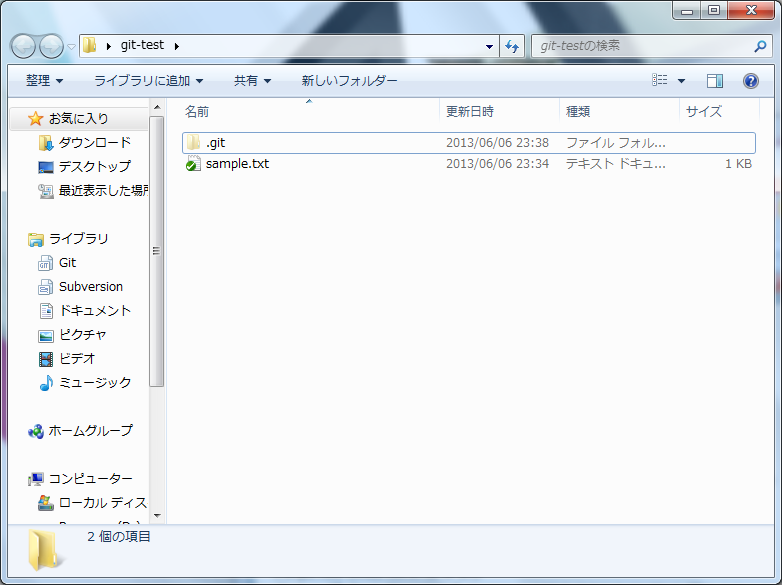 git-test
git-testの検索
整理 ライブラリに追加 共有 新しいフォルダー
名前 更新日時 種類 サイズ
.git 2013/06/06 23:38 ファイル フォル...
sample.txt 2013/06/06 23:34 テキスト ドキュ... 1 KB
お気に入り
ダウンロード
デスクトップ
最近表示した場所
ライブラリ
Git
Subversion
ドキュメント
ピクチャ
ビデオ
ミュージック
ホームグループ
コンピューター
ローカル ディス
2 個の項目